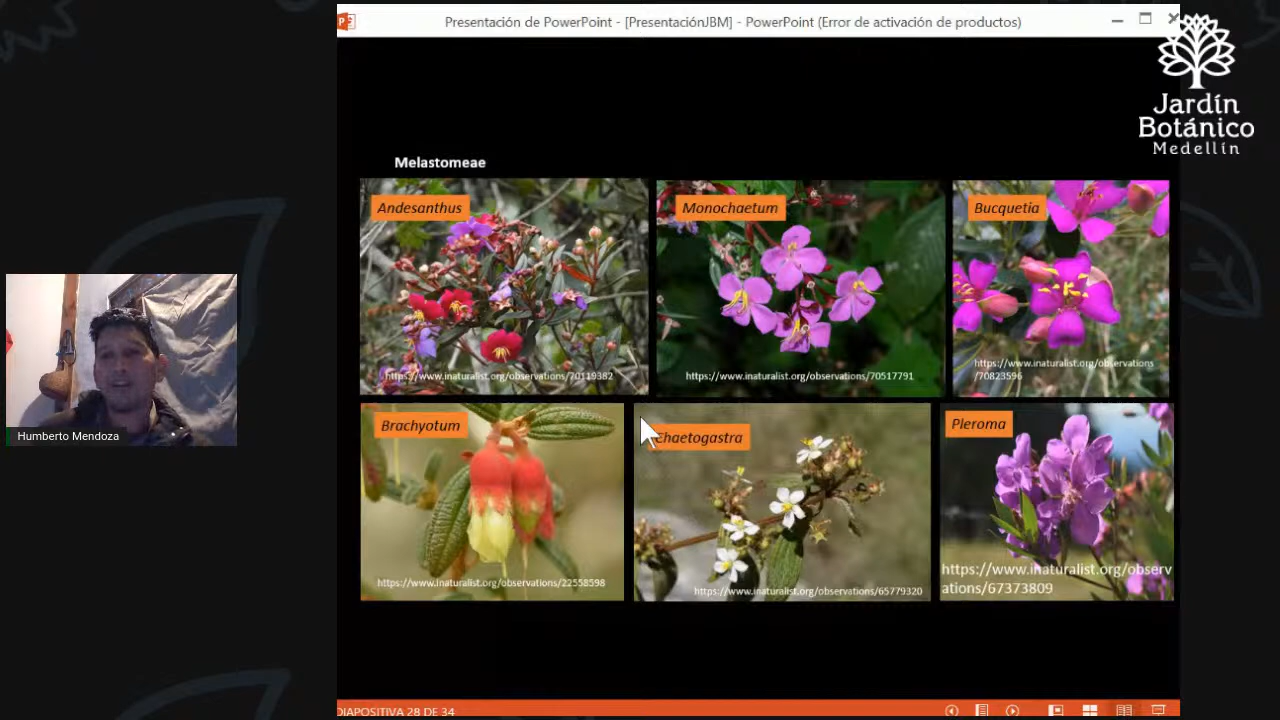 Presentación de PowerPoint - [PresentaciónJBM] - PowerPoint (Error de activación de productos)
Jardín
Botánico
Medellín
Melastomeae
Andesanthus
Monochaetum
Bucquetia
https://www.inaturalist.org/observations/70119382
https://www.inaturalist.org/observations/70517791
https://www.inaturalist.org/observations
/70823596
Brachyotum
Chaetogastra
Pleroma
https://www.inaturalist.org/observations/22558598
https://www.inaturalist.org/observations/65779320
https://www.inaturalist.org/observ
ations/67373809
Humberto Mendoza
DIAPOSITIVA 28 DE 34